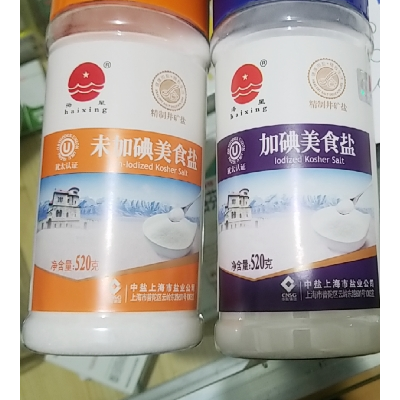 海星
haixing
精制井矿盐
犹太认证
未加碘美食盐
-Iodized Kosher Salt
净含量:520克
中盐上海市盐业公司
海星
haixing
精制井矿盐
犹太认证
加碘美食盐
Iodized Kosher Salt
净含量:520克
CNSIG
中盐上海市盐业公司